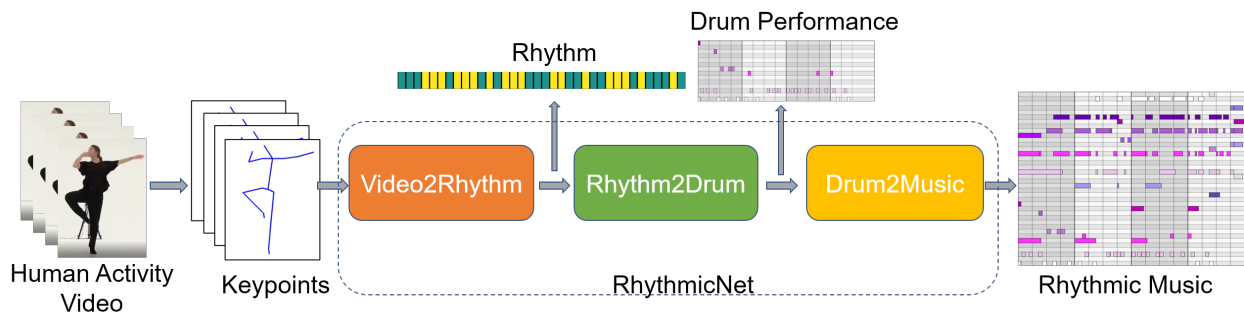 Drum Performance
Rhythm
Video2Rhythm
Rhythm2Drum
Drum2Music
Human Activity
Video
Keypoints
RhythmicNet
Rhythmic Music